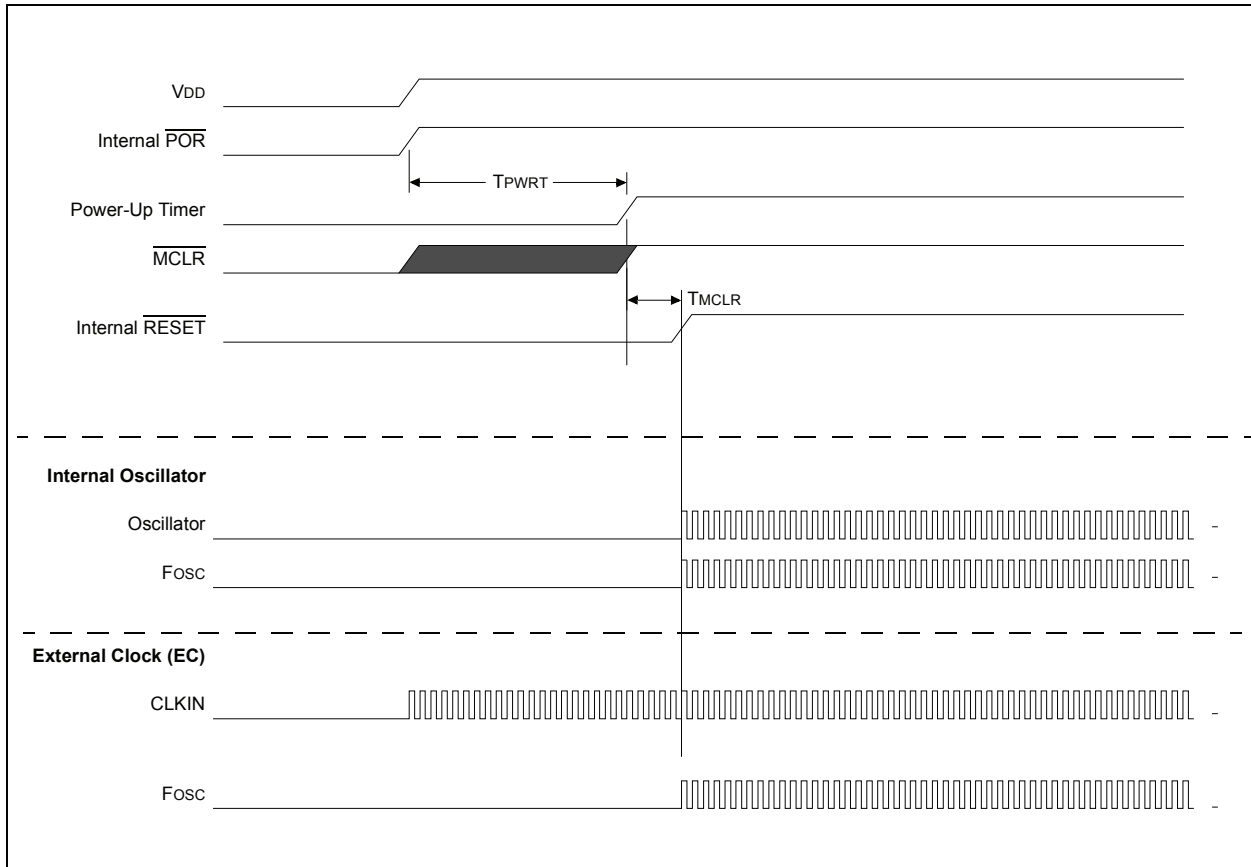 VDD
Internal POR
TPWRT
Power-Up Timer
MCLR
TMCLR
Internal RESET
Internal Oscillator
Oscillator
FOSC
External Clock (EC)
CLKIN
FOSC